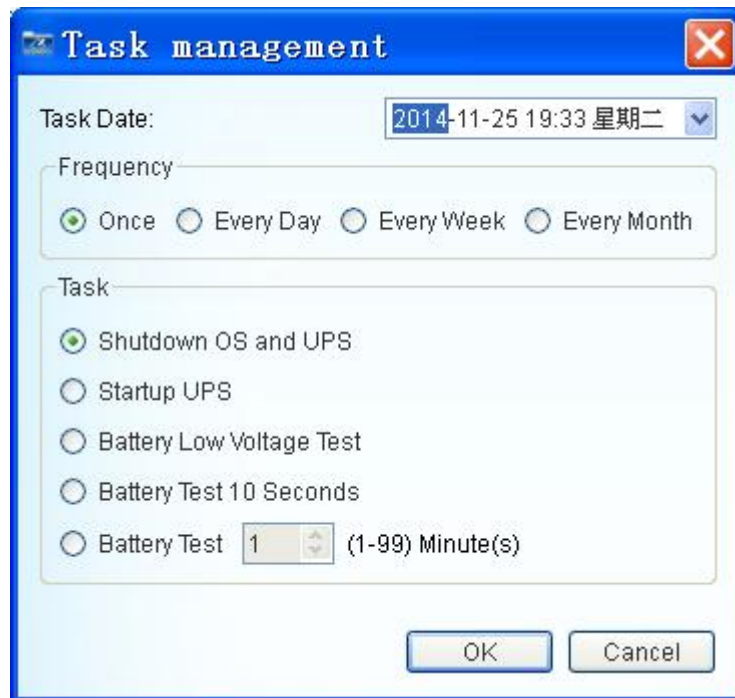 Task management
Task Date: 2014-11-25 19:33 星期二
Frequency
Once Every Day Every Week Every Month
Task
Shutdown OS and UPS
Startup UPS
Battery Low Voltage Test
Battery Test 10 Seconds
Battery Test 1 (1-99) Minute(s)
OK Cancel